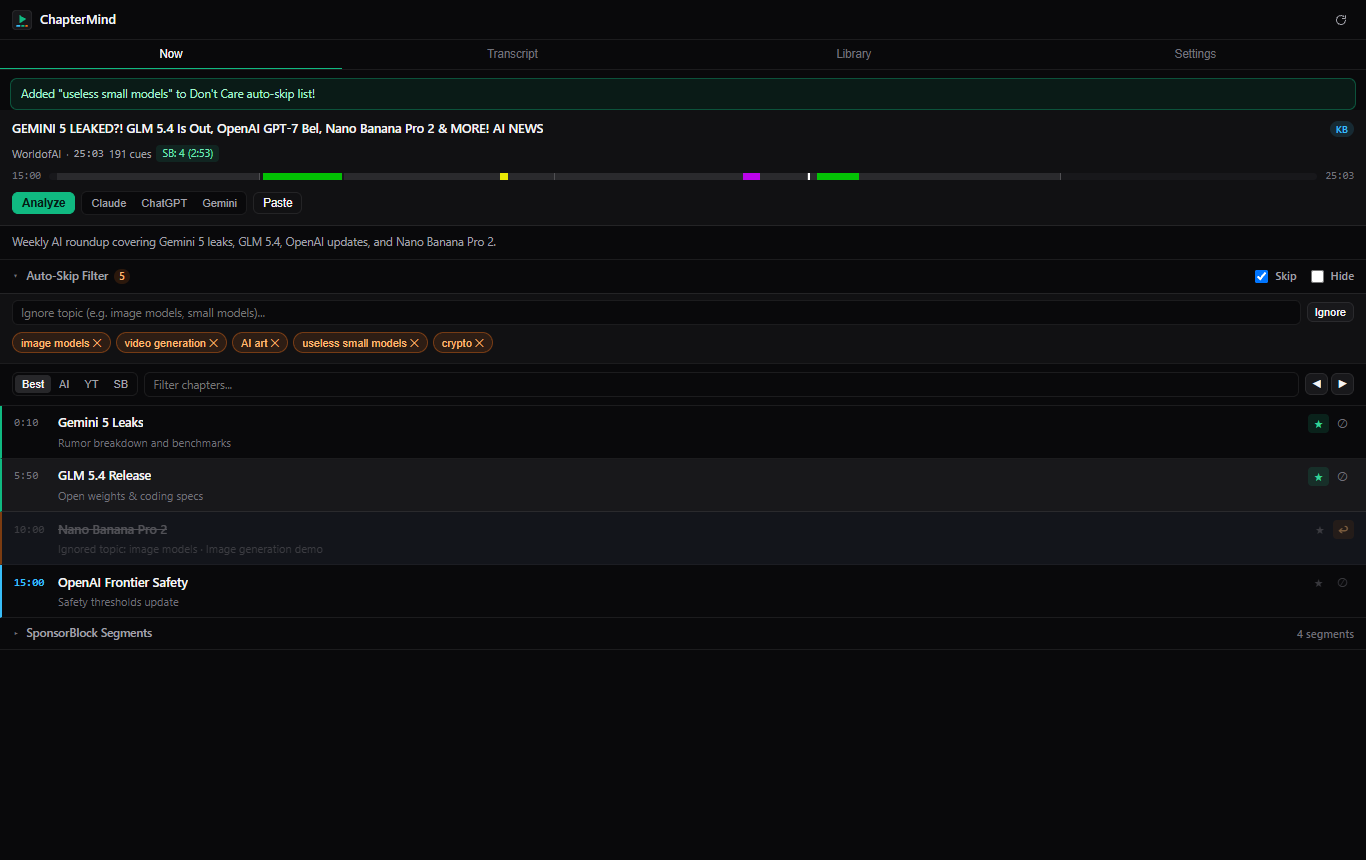 ChapterMind
Now Transcript Library Settings
Added "useless small models" to Don't Care auto-skip list!
GEMINI 5 LEAKED?! GLM 5.4 Is Out, OpenAI GPT-7 Bel, Nano Banana Pro 2 & MORE! AI NEWS KB
WorldofAI · 25:03 191 cues SB: 4 (2:53)
15:00 25:03
Analyze Claude ChatGPT Gemini Paste
Weekly AI roundup covering Gemini 5 leaks, GLM 5.4, OpenAI updates, and Nano Banana Pro 2.
Auto-Skip Filter 5 Skip Hide
Ignore topic (e.g. image models, small models)... Ignore
image models video generation AI art useless small models crypto
Best AI YT SB Filter chapters...
0:10 Gemini 5 Leaks
Rumor breakdown and benchmarks
5:50 GLM 5.4 Release
Open weights & coding specs
10:00 Nano Banana Pro 2
Ignored topic: image models · Image generation demo
15:00 OpenAI Frontier Safety
Safety thresholds update
SponsorBlock Segments 4 segments